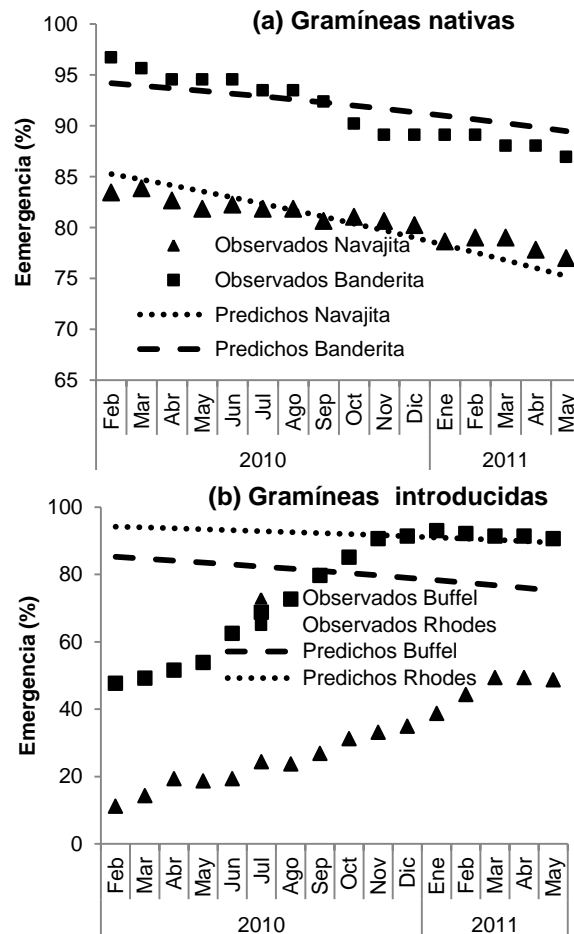 (a) Gramíneas nativas
100
95
90
85
80
75
70
65
Eemergencia (%)
Observados Navajita
Observados Banderita
Predichos Navajita
Predichos Banderita
Feb Mar Abr May Jun Jul Ago Sep Oct Nov Dic Ene Feb Mar Abr May
2010 2011
(b) Gramíneas introducidas
100
80
60
40
20
0
Emergencia (%)
Observados Buffel
Observados Rhodes
Predichos Buffel
Predichos Rhodes
Feb Mar Abr May Jun Jul Ago Sep Oct Nov Dic Ene Feb Mar Abr May
2010 2011